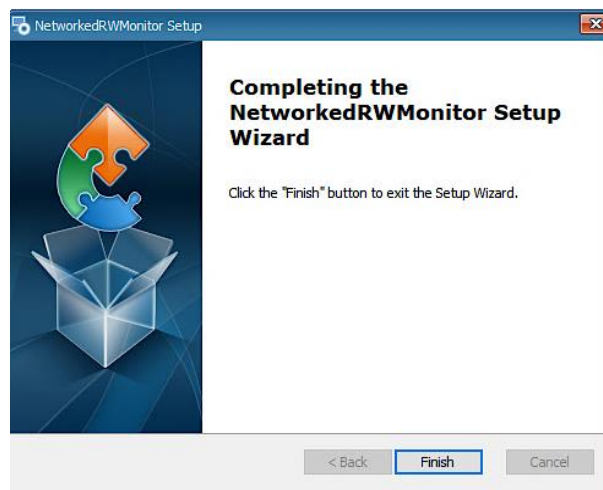 NetworkedRWMonitor Setup
Completing the
NetworkedRWMonitor Setup
Wizard
Click the "Finish" button to exit the Setup Wizard.
< Back
Finish
Cancel